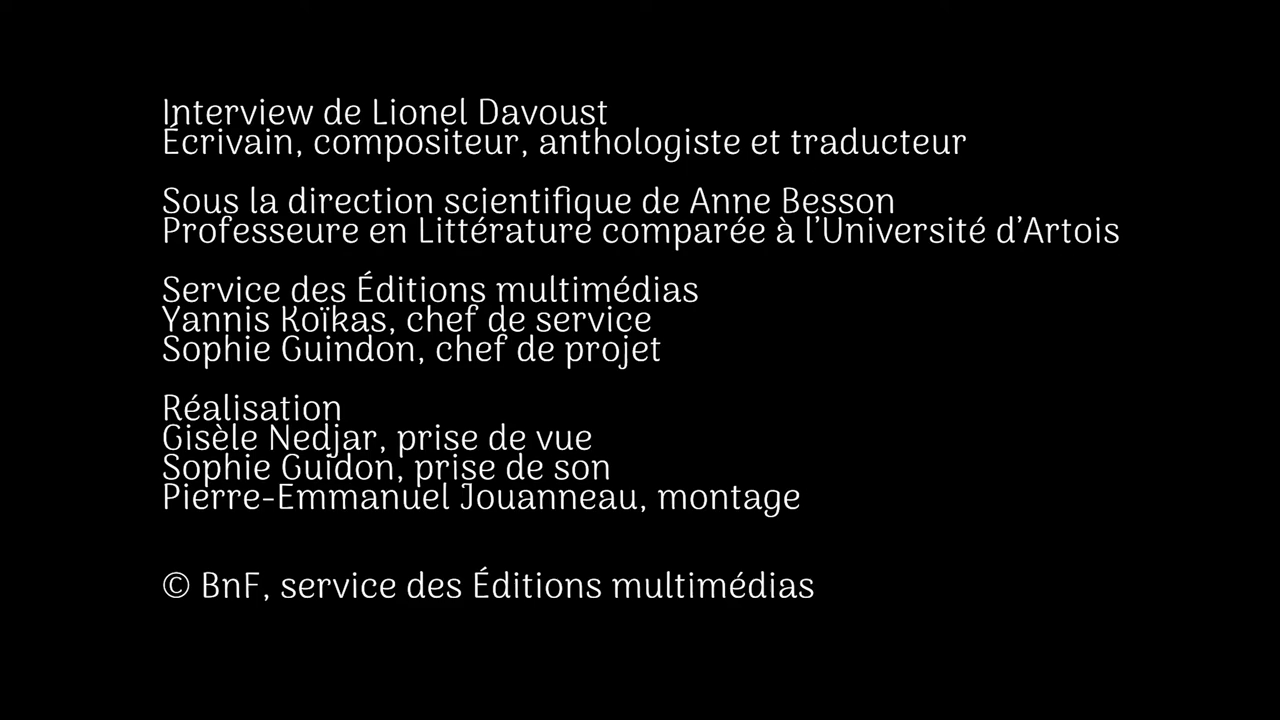 Interview de Lionel Davoust
Écrivain, compositeur, anthologiste et traducteur
Sous la direction scientifique de Anne Besson
Professeure en Littérature comparée à l’Université d’Artois
Service des Éditions multimédias
Yannis Koïkas, chef de service
Sophie Guindon, chef de projet
Réalisation
Gisèle Nedjar, prise de vue
Sophie Guidon, prise de son
Pierre-Emmanuel Jouanneau, montage
© BnF, service des Éditions multimédias